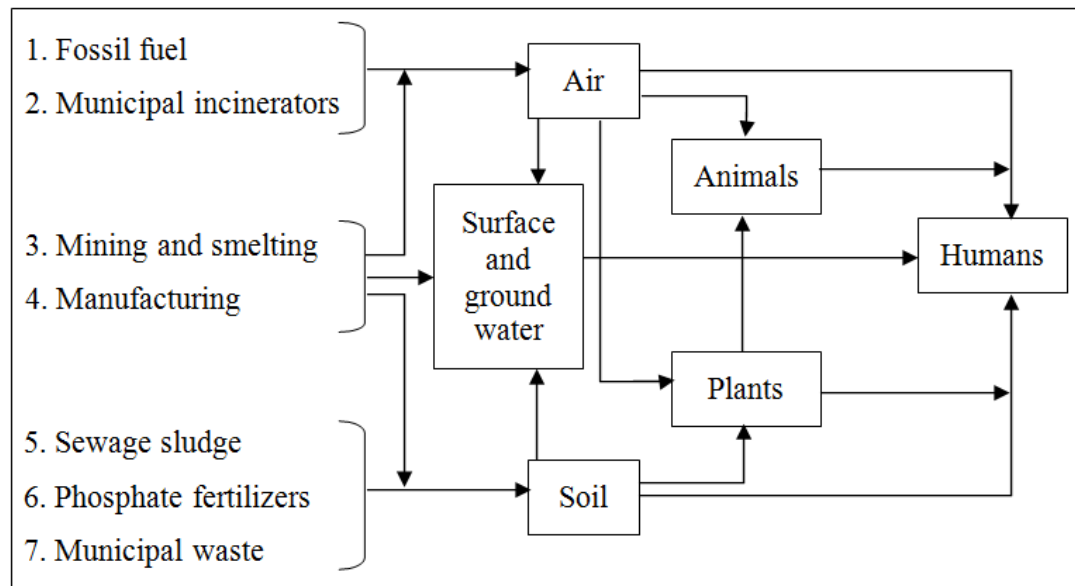 1. Fossil fuel
2. Municipal incinerators
3. Mining and smelting
4. Manufacturing
5. Sewage sludge
6. Phosphate fertilizers
7. Municipal waste
Air
Surface
and
ground
water
Soil
Animals
Plants
Humans